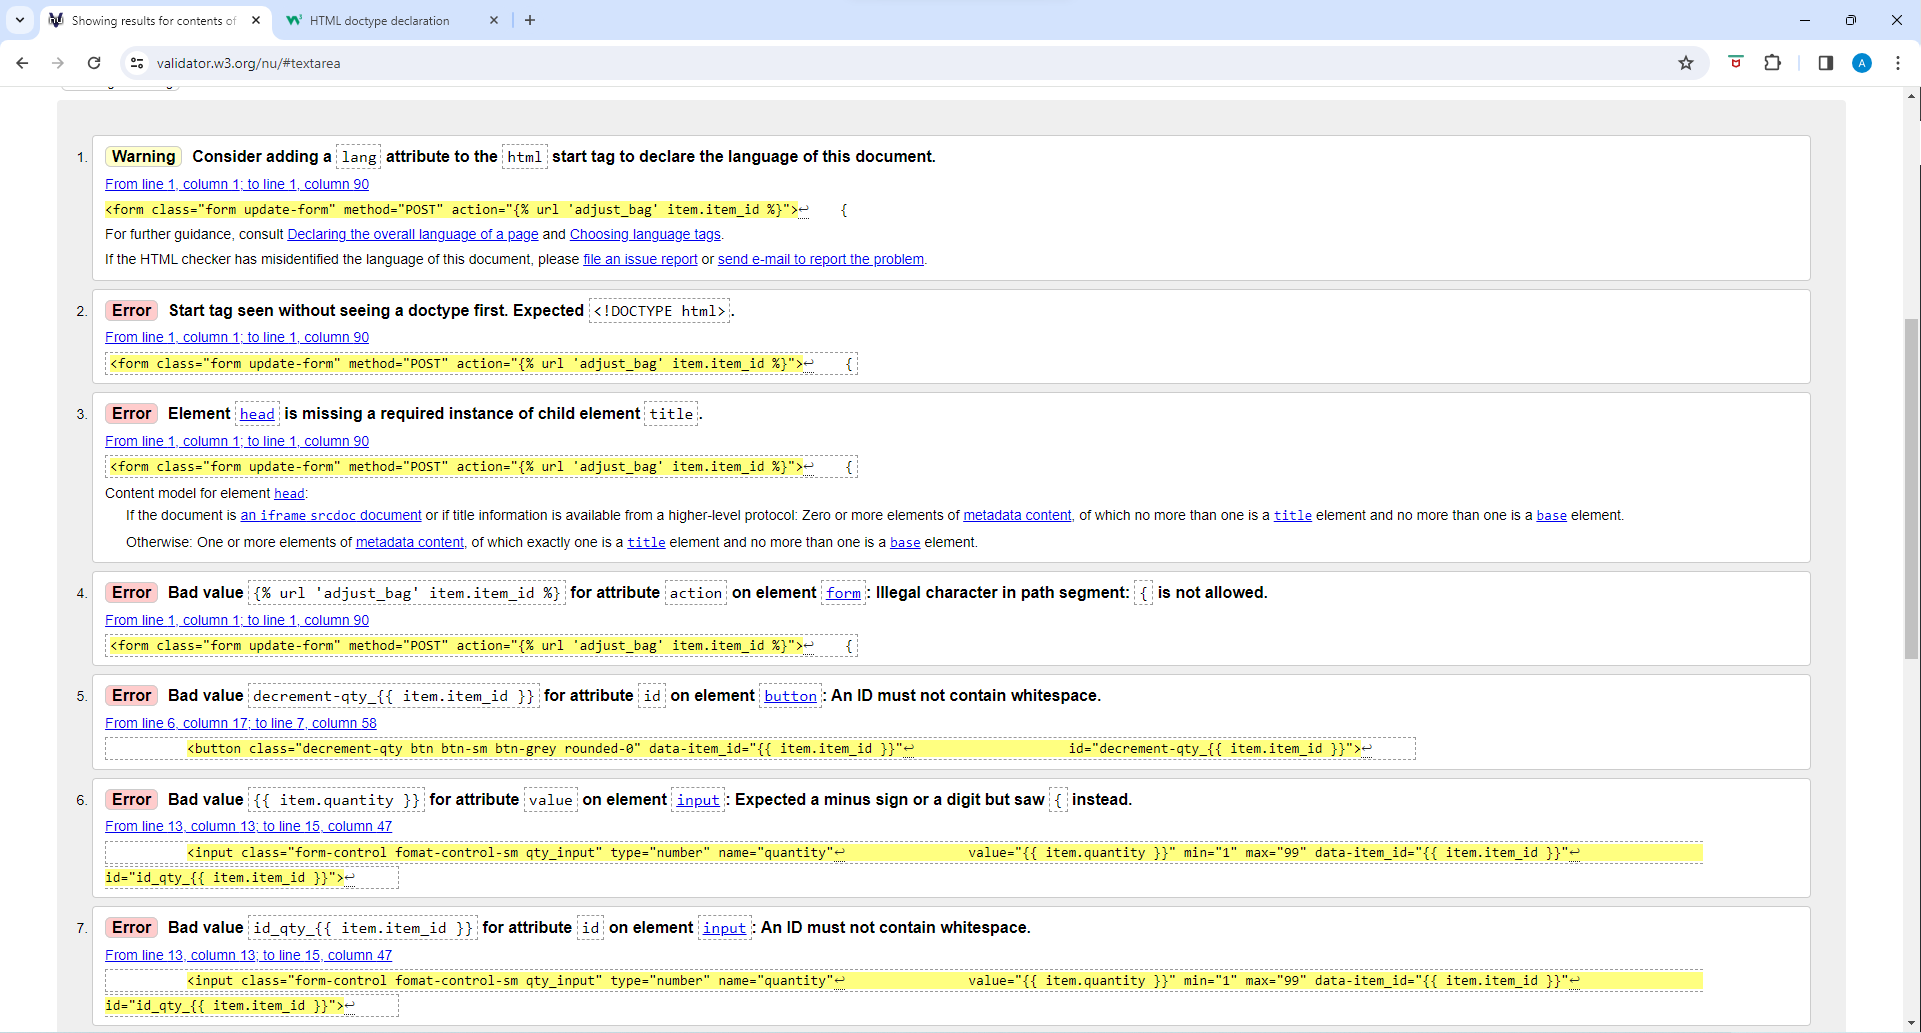 Showing results for contents of
HTML doctype declaration
validator.w3.org/nu/#textarea
A
1. Warning Consider adding a lang attribute to the html start tag to declare the language of this document.
From line 1, column 1; to line 1, column 90
<form class="form update-form" method="POST" action="{% url 'adjust_bag' item.item_id %}">↩ {
For further guidance, consult Declaring the overall language of a page and Choosing language tags.
If the HTML checker has misidentified the language of this document, please file an issue report or send e-mail to report the problem.
2. Error Start tag seen without seeing a doctype first. Expected <!DOCTYPE html>.
From line 1, column 1; to line 1, column 90
<form class="form update-form" method="POST" action="{% url 'adjust_bag' item.item_id %}">↩ {
3. Error Element head is missing a required instance of child element title.
From line 1, column 1; to line 1, column 90
<form class="form update-form" method="POST" action="{% url 'adjust_bag' item.item_id %}">↩ {
Content model for element head:
If the document is an iframe srcdoc document or if title information is available from a higher-level protocol: Zero or more elements of metadata content, of which no more than one is a title element and no more than one is a base element.
Otherwise: One or more elements of metadata content, of which exactly one is a title element and no more than one is a base element.
4. Error Bad value {% url 'adjust_bag' item.item_id %} for attribute action on element form: Illegal character in path segment: { is not allowed.
From line 1, column 1; to line 1, column 90
<form class="form update-form" method="POST" action="{% url 'adjust_bag' item.item_id %}">↩ {
5. Error Bad value decrement-qty_{{ item.item_id }} for attribute id on element button: An ID must not contain whitespace.
From line 6, column 17; to line 7, column 58
<button class="decrement-qty btn btn-sm btn-grey rounded-0" data-item_id="{{ item.item_id }}"↩ id="decrement-qty_{{ item.item_id }}">↩
6. Error Bad value {{ item.quantity }} for attribute value on element input: Expected a minus sign or a digit but saw { instead.
From line 13, column 13; to line 15, column 47
<input class="form-control fomat-control-sm qty_input" type="number" name="quantity"↩ value="{{ item.quantity }}" min="1" max="99" data-item_id="{{ item.item_id }}"↩
id="id_qty_{{ item.item_id }}">↩
7. Error Bad value id_qty_{{ item.item_id }} for attribute id on element input: An ID must not contain whitespace.
From line 13, column 13; to line 15, column 47
<input class="form-control fomat-control-sm qty_input" type="number" name="quantity"↩ value="{{ item.quantity }}" min="1" max="99" data-item_id="{{ item.item_id }}"↩
id="id_qty_{{ item.item_id }}">↩